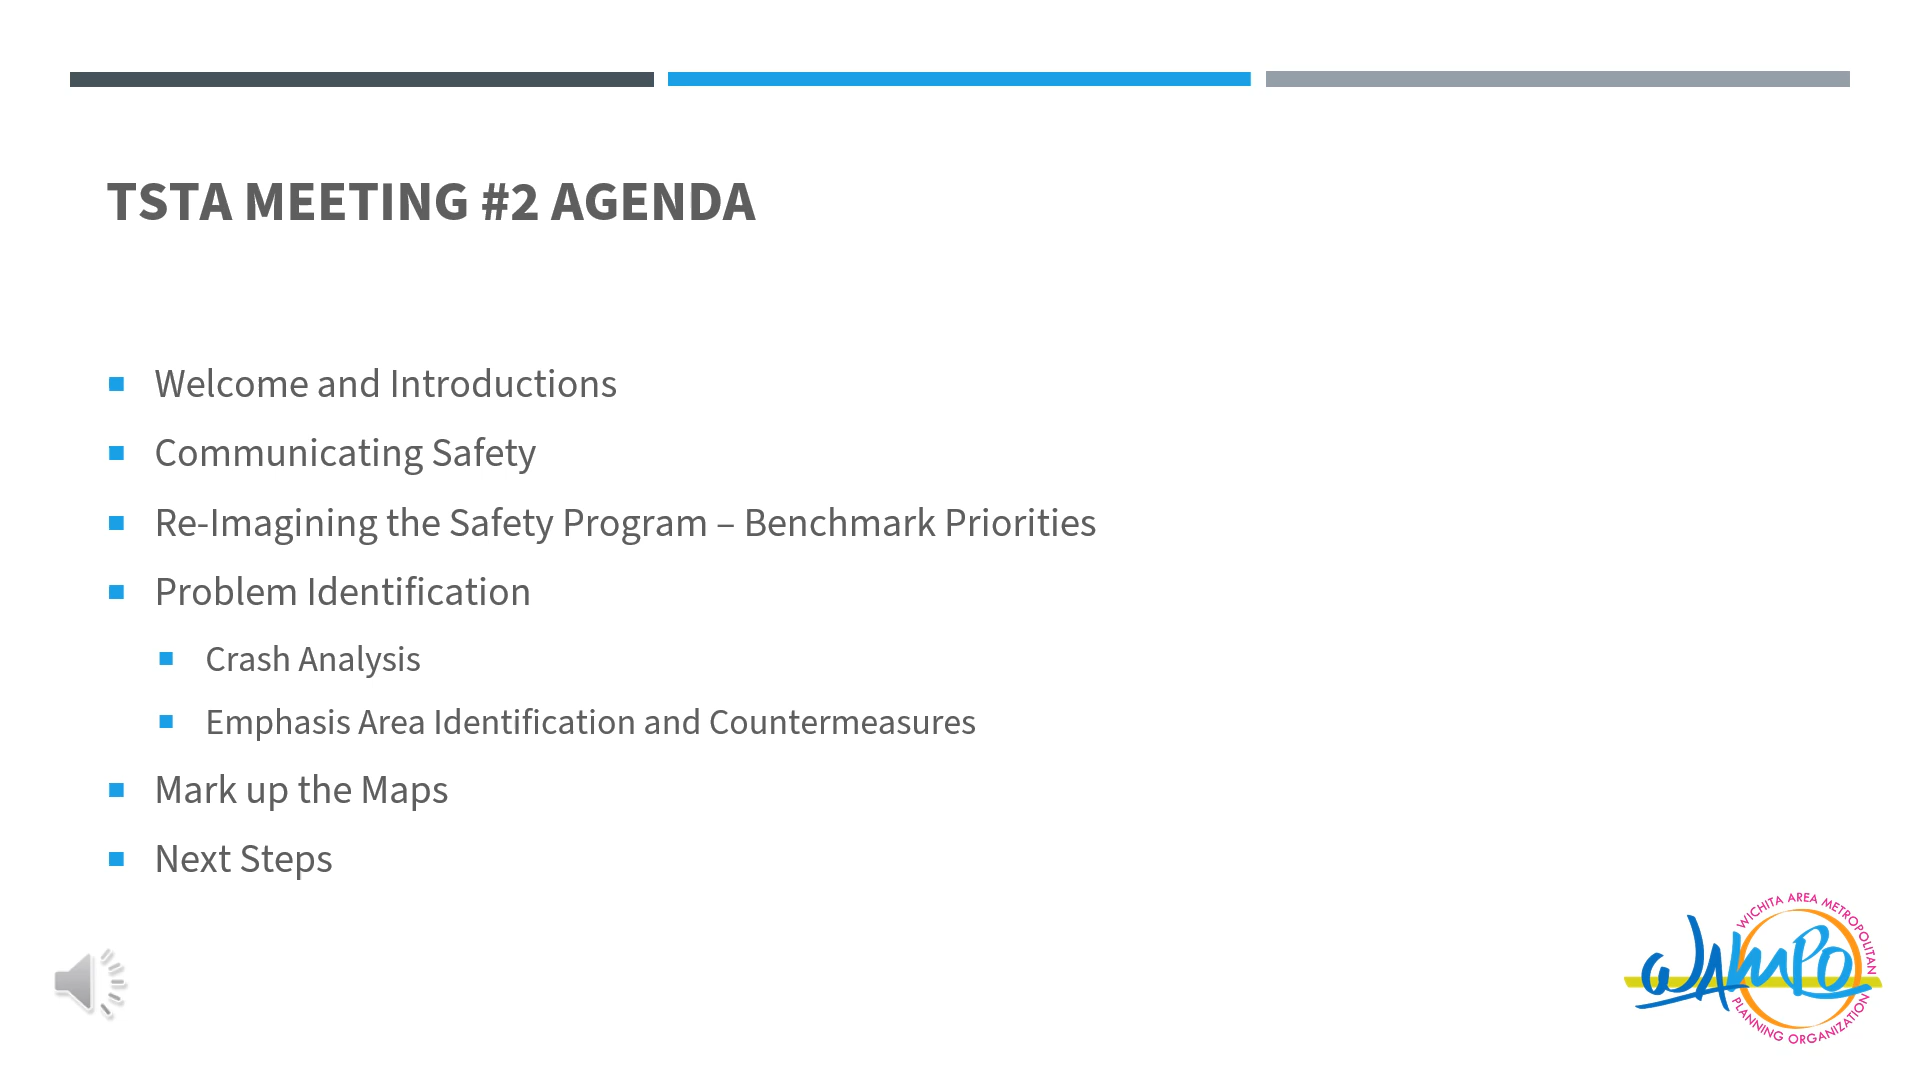 TSTA MEETING #2 AGENDA
Welcome and Introductions
Communicating Safety
Re-Imagining the Safety Program – Benchmark Priorities
Problem Identification
Crash Analysis
Emphasis Area Identification and Countermeasures
Mark up the Maps
Next Steps
WICHITA AREA METROPOLITAN
WAMPO
PLANNING ORGANIZATION